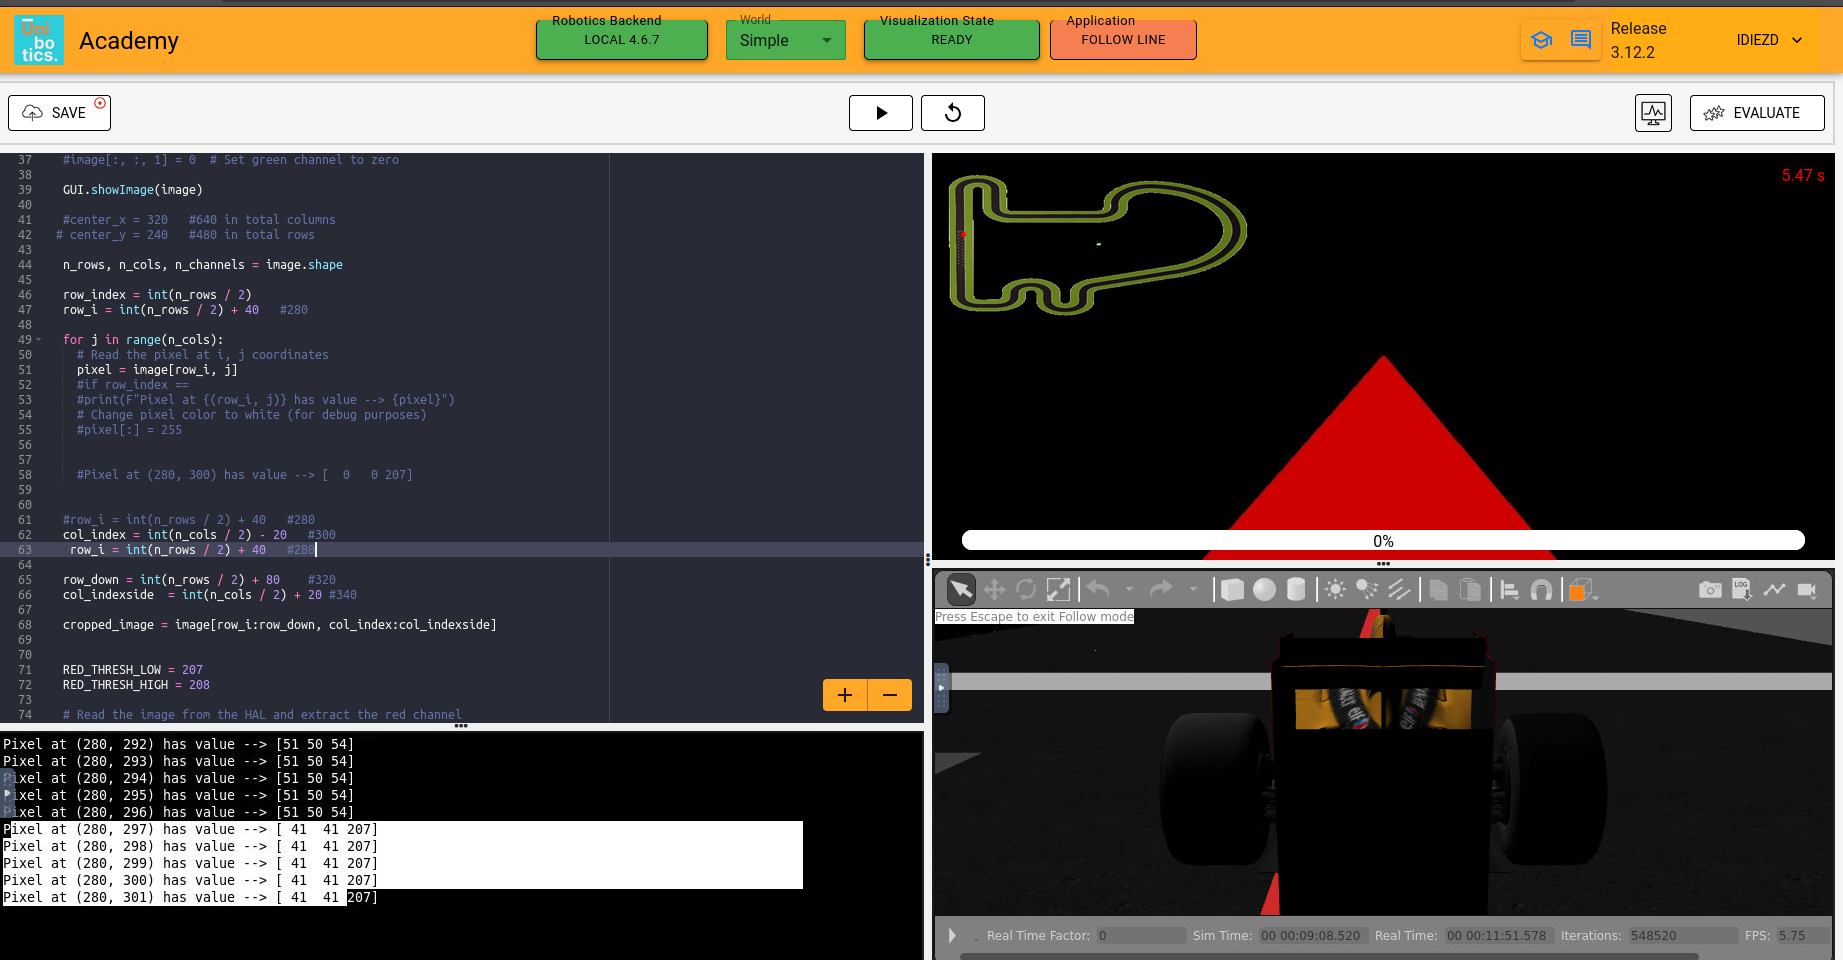 Uni
bo
tics.
Academy
Robotics Backend
LOCAL 4.6.7
World
Simple
Visualization State
READY
Application
FOLLOW LINE
Release
3.12.2
IDIEZD
SAVE
EVALUATE
37 #image[:, :, 1] = 0  # Set green channel to zero
38
39 GUI.showImage(image)
40
41 #center_x = 320   #640 in total columns
42 # center_y = 240   #480 in total rows
43
44 n_rows, n_cols, n_channels = image.shape
45
46 row_index = int(n_rows / 2)
47 row_i = int(n_rows / 2) + 40   #280
48
49 for j in range(n_cols):
50 # Read the pixel at i, j coordinates
51 pixel = image[row_i, j]
52 #if row_index ==
53 #print(F"Pixel at {(row_i, j)} has value --> {pixel}")
54 # Change pixel color to white (for debug purposes)
55 #pixel[:] = 255
56
57
58 #Pixel at (280, 300) has value --> [  0   0 207]
59
60
61 #row_i = int(n_rows / 2) + 40   #280
62 col_index = int(n_cols / 2) - 20   #300
63 row_i = int(n_rows / 2) + 40   #280
64
65 row_down = int(n_rows / 2) + 80    #320
66 col_indexside  = int(n_cols / 2) + 20 #340
67
68 cropped_image = image[row_i:row_down, col_index:col_indexside]
69
70
71 RED_THRESH_LOW = 207
72 RED_THRESH_HIGH = 208
73
74 # Read the image from the HAL and extract the red channel
+ −
Pixel at (280, 292) has value --> [51 50 54]
Pixel at (280, 293) has value --> [51 50 54]
Pixel at (280, 294) has value --> [51 50 54]
Pixel at (280, 295) has value --> [51 50 54]
Pixel at (280, 296) has value --> [51 50 54]
Pixel at (280, 297) has value --> [ 41  41 207]
Pixel at (280, 298) has value --> [ 41  41 207]
Pixel at (280, 299) has value --> [ 41  41 207]
Pixel at (280, 300) has value --> [ 41  41 207]
Pixel at (280, 301) has value --> [ 41  41 207]
5.47 s
0%
LOG
Press Escape to exit Follow mode
Real Time Factor: 0 Sim Time: 00 00:09:08.520 Real Time: 00 00:11:51.578 Iterations: 548520 FPS: 5.75